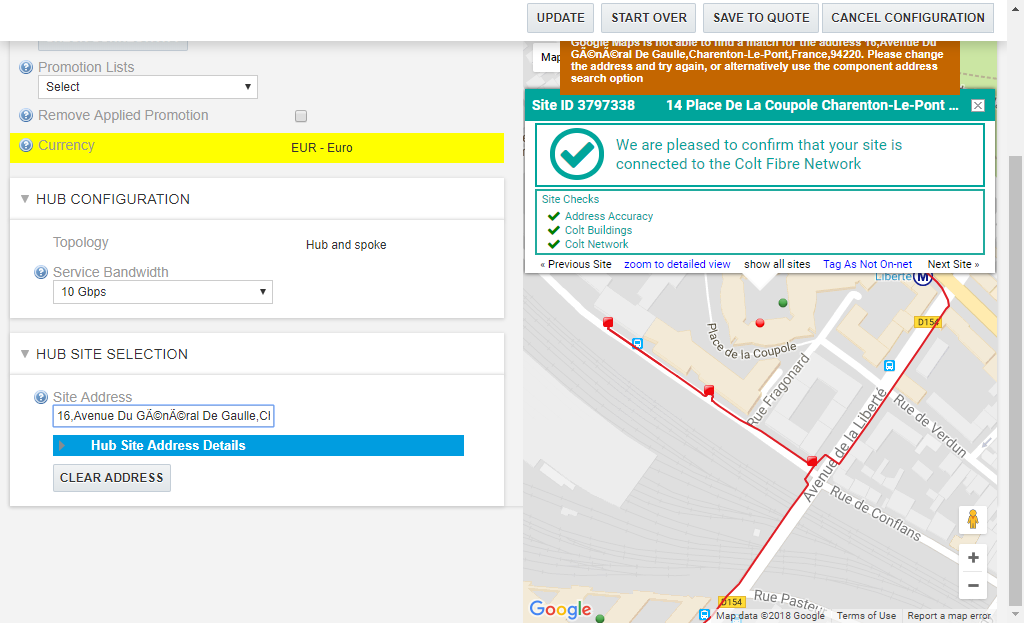 UPDATE
START OVER
SAVE TO QUOTE
CANCEL CONFIGURATION
Promotion Lists
Select
Remove Applied Promotion
Currency
EUR - Euro
HUB CONFIGURATION
Topology
Hub and spoke
Service Bandwidth
10 Gbps
HUB SITE SELECTION
Site Address
16,Avenue Du GÃ©nÃ©ral De Gaulle,Cl
Hub Site Address Details
CLEAR ADDRESS
Map
Google Maps is not able to find a match for the address 16,Avenue Du
GÃ©nÃ©ral De Gaulle,Charenton-Le-Pont,France,94220. Please change
the address and try again, or alternatively use the component address
search option
Site ID 3797338
14 Place De La Coupole Charenton-Le-Pont ...
We are pleased to confirm that your site is
connected to the Colt Fibre Network
Site Checks
Address Accuracy
Colt Buildings
Colt Network
« Previous Site
zoom to detailed view
show all sites
Tag As Not On-net
Next Site »
Liberté
M
D154
Place de la Coupole
Rue Fragonard
Avenue de la Liberté
Rue de Verdun
Rue de Conflans
Rue Pasteur
D154
+
−
Google
Map data ©2018 Google
Terms of Use
Report a map error